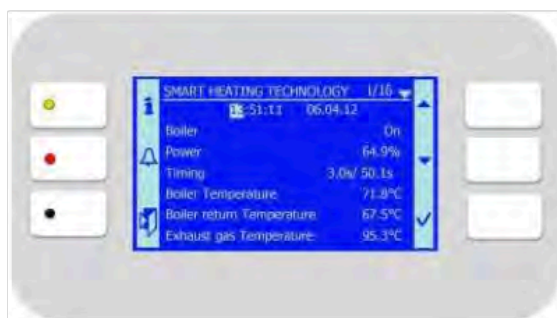 SMART HEATING TECHNOLOGY 1/16
13:51:11 06.04.12
Boiler On
Power 64.9%
Timing 3.0s/ 50.1s
Boiler Temperature 71.8°C
Boiler return Temperature 67.5°C
Exhaust gas Temperature 95.3°C